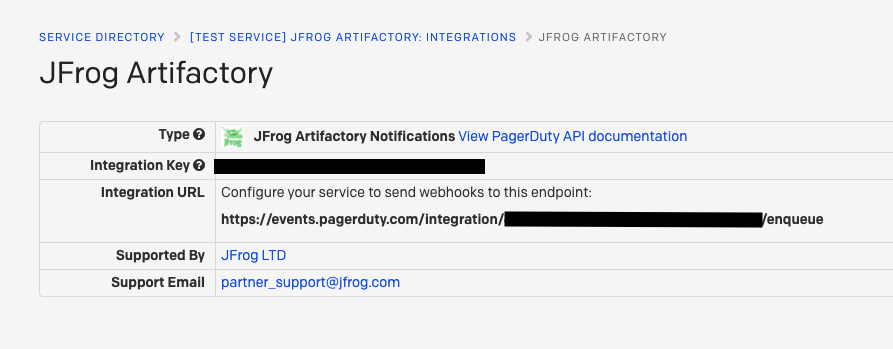 SERVICE DIRECTORY > [TEST SERVICE] JFROG ARTIFACTORY: INTEGRATIONS > JFROG ARTIFACTORY
JFrog Artifactory
Type ? JFrog JFrog Artifactory Notifications View PagerDuty API documentation
Integration Key ?
Integration URL Configure your service to send webhooks to this endpoint:
https://events.pagerduty.com/integration/ /enqueue
Supported By JFrog LTD
Support Email partner_support@jfrog.com